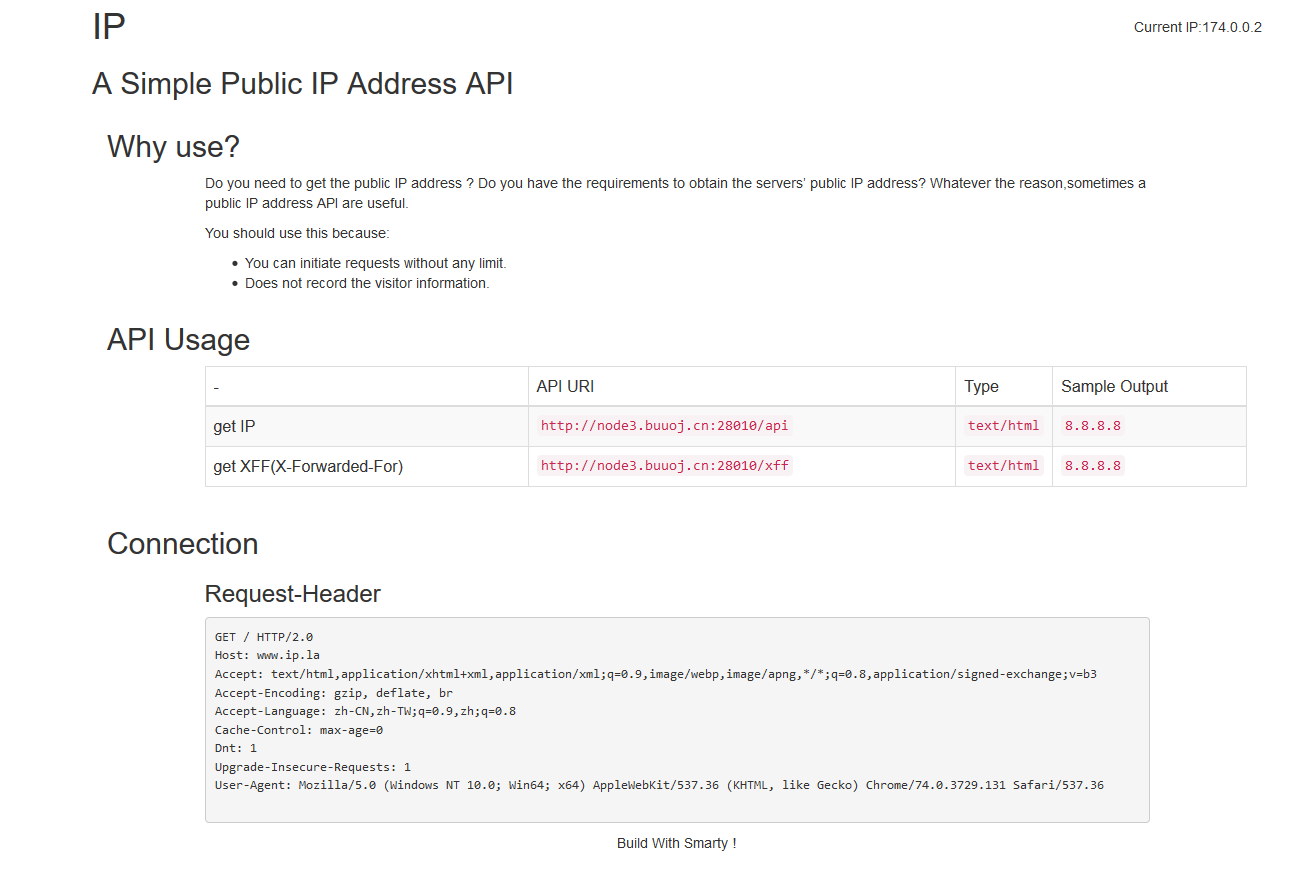 IP
Current IP:174.0.0.2
A Simple Public IP Address API
Why use?
Do you need to get the public IP address ? Do you have the requirements to obtain the servers’ public IP address? Whatever the reason,sometimes a
public IP address API are useful.
You should use this because:
• You can initiate requests without any limit.
• Does not record the visitor information.
API Usage
- API URI Type Sample Output
get IP http://node3.buuoj.cn:28010/api text/html 8.8.8.8
get XFF(X-Forwarded-For) http://node3.buuoj.cn:28010/xff text/html 8.8.8.8
Connection
Request-Header
GET / HTTP/2.0
Host: www.ip.la
Accept: text/html,application/xhtml+xml,application/xml;q=0.9,image/webp,image/apng,*/*;q=0.8,application/signed-exchange;v=b3
Accept-Encoding: gzip, deflate, br
Accept-Language: zh-CN,zh-TW;q=0.9,zh;q=0.8
Cache-Control: max-age=0
Dnt: 1
Upgrade-Insecure-Requests: 1
User-Agent: Mozilla/5.0 (Windows NT 10.0; Win64; x64) AppleWebKit/537.36 (KHTML, like Gecko) Chrome/74.0.3729.131 Safari/537.36
Build With Smarty !